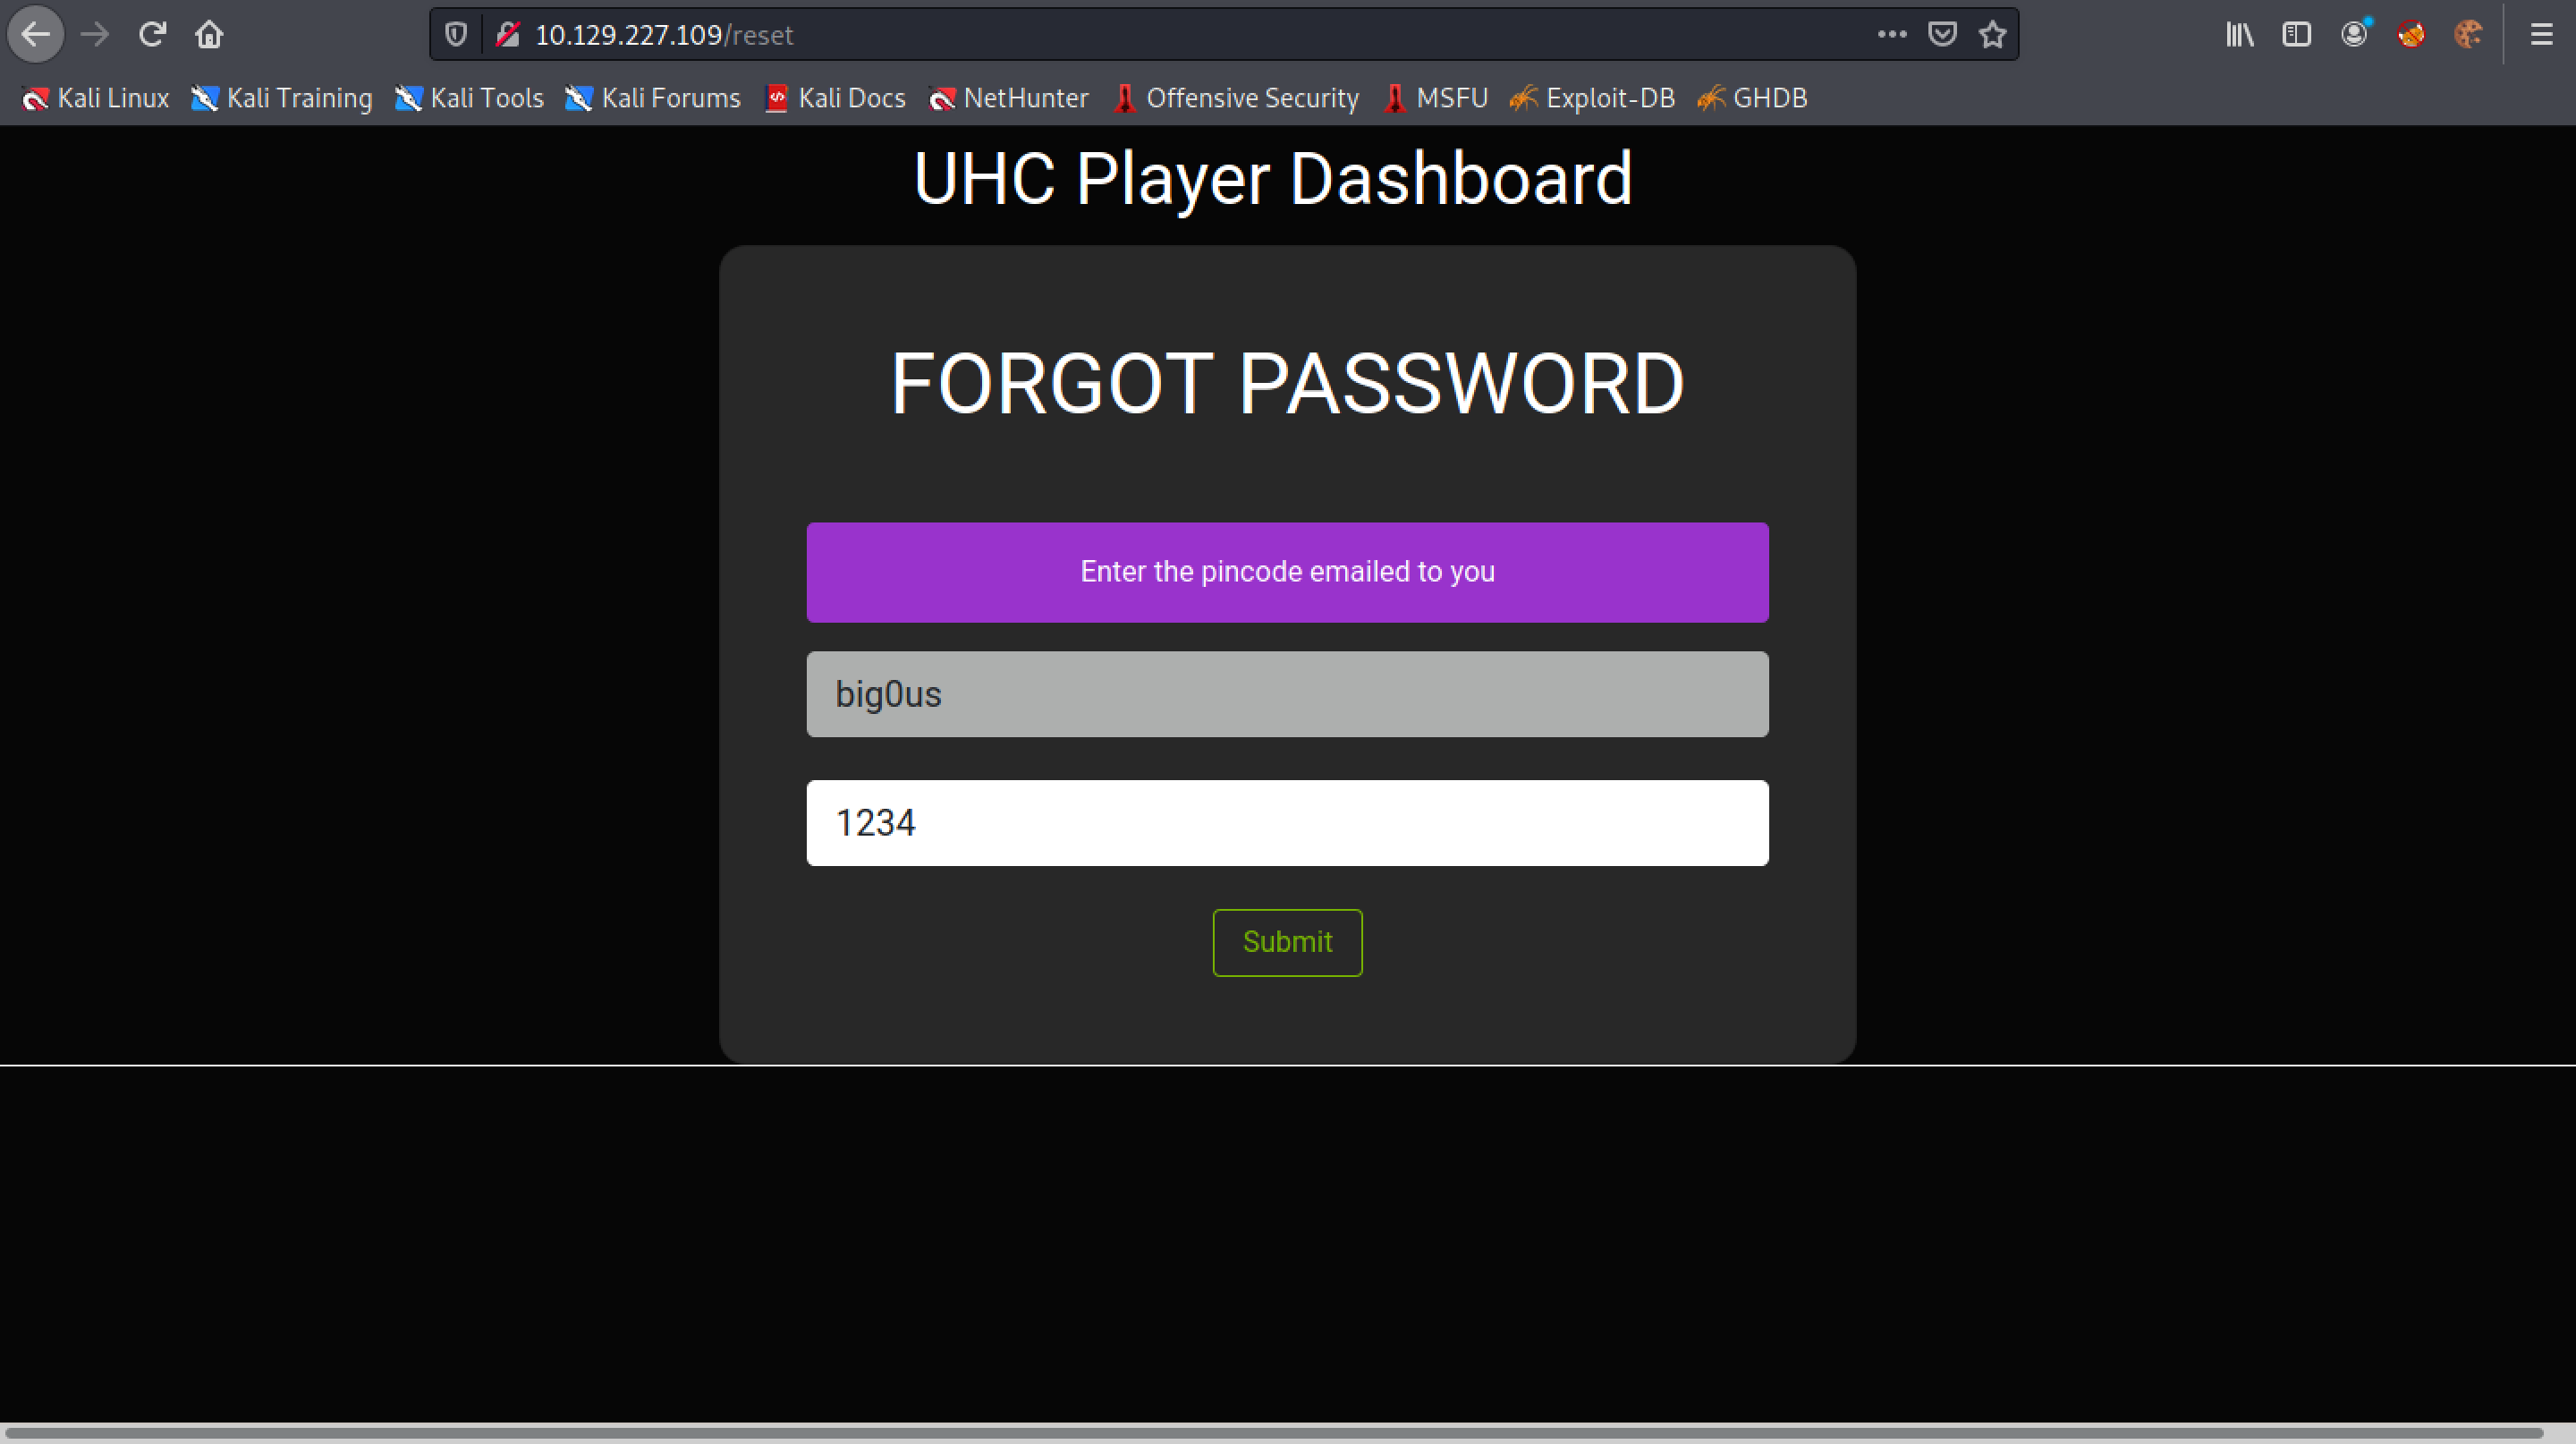 10.129.227.109/reset
Kali Linux Kali Training Kali Tools Kali Forums Kali Docs NetHunter Offensive Security MSFU Exploit-DB GHDB
UHC Player Dashboard
FORGOT PASSWORD
Enter the pincode emailed to you
big0us
1234
Submit